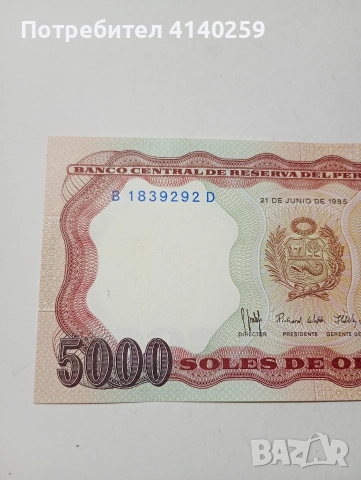 Потребител 4140259
BANCO CENTRAL DE RESERVA DEL PER
B 1839292 D
21 DE JUNIO DE 1985
DIRECTOR PRESIDENTE GERENTE GE
5000 SOLES DE O
BAZAR